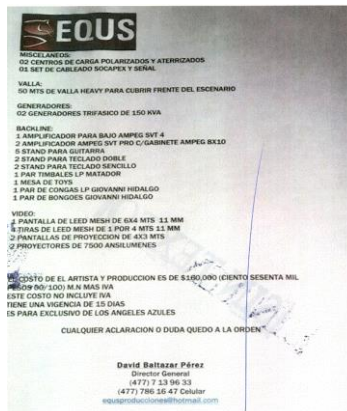 EQUS
MISCELANEOS:
02 CENTROS DE CARGA POLARIZADOS Y ATERRIZADOS
01 SET DE CABLEADO SOCAPEX Y SEÑAL
VALLA:
50 MTS DE VALLA HEAVY PARA CUBRIR FRENTE DEL ESCENARIO
GENERADORES:
02 GENERADORES TRIFASICO DE 150 KVA
BACKLINE:
1 AMPLIFICADOR PARA BAJO AMPEG SVT 4
2 AMPLIFICADOR AMPEG SVT PRO C/GABINETE AMPEG 8X10
5 STAND PARA GUITARRA
2 STAND PARA TECLADO DOBLE
2 STAND PARA TECLADO SENCILLO
1 PAR TIMBALES LP MATADOR
1 MESA DE TOYS
1 PAR DE CONGAS LP GIOVANNI HIDALGO
1 PAR DE BONGOES GIOVANNI HIDALGO
VIDEO:
1 PANTALLA DE LEED MESH DE 6X4 MTS 11 MM
4 TIRAS DE LEED MESH DE 1 POR 4 MTS 11 MM
2 PANTALLAS DE PROYECCION DE 4X3 MTS
2 PROYECTORES DE 7500 ANSILUMENES
COSTO DE EL ARTISTA Y PRODUCCION ES DE $160,000 (CIENTO SESENTA MIL
PESOS 00/100) M.N MAS IVA
ESTE COSTO NO INCLUYE IVA
TIENE UNA VIGENCIA DE 15 DIAS
ES PARA EXCLUSIVO DE LOS ANGELES AZULES
CUALQUIER ACLARACION O DUDA QUEDO A LA ORDEN
David Baltazar Pérez
Director General
(477) 7 13 96 33
(477) 786 16 47 Celular
equsproducciones@hotmail.com